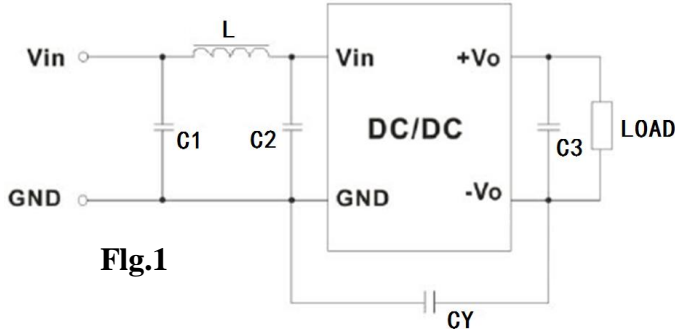 L
Vin
Vin
+Vo
C1
C2
DC/DC
C3
LOAD
GND
GND
-Vo
Flg.1
CY